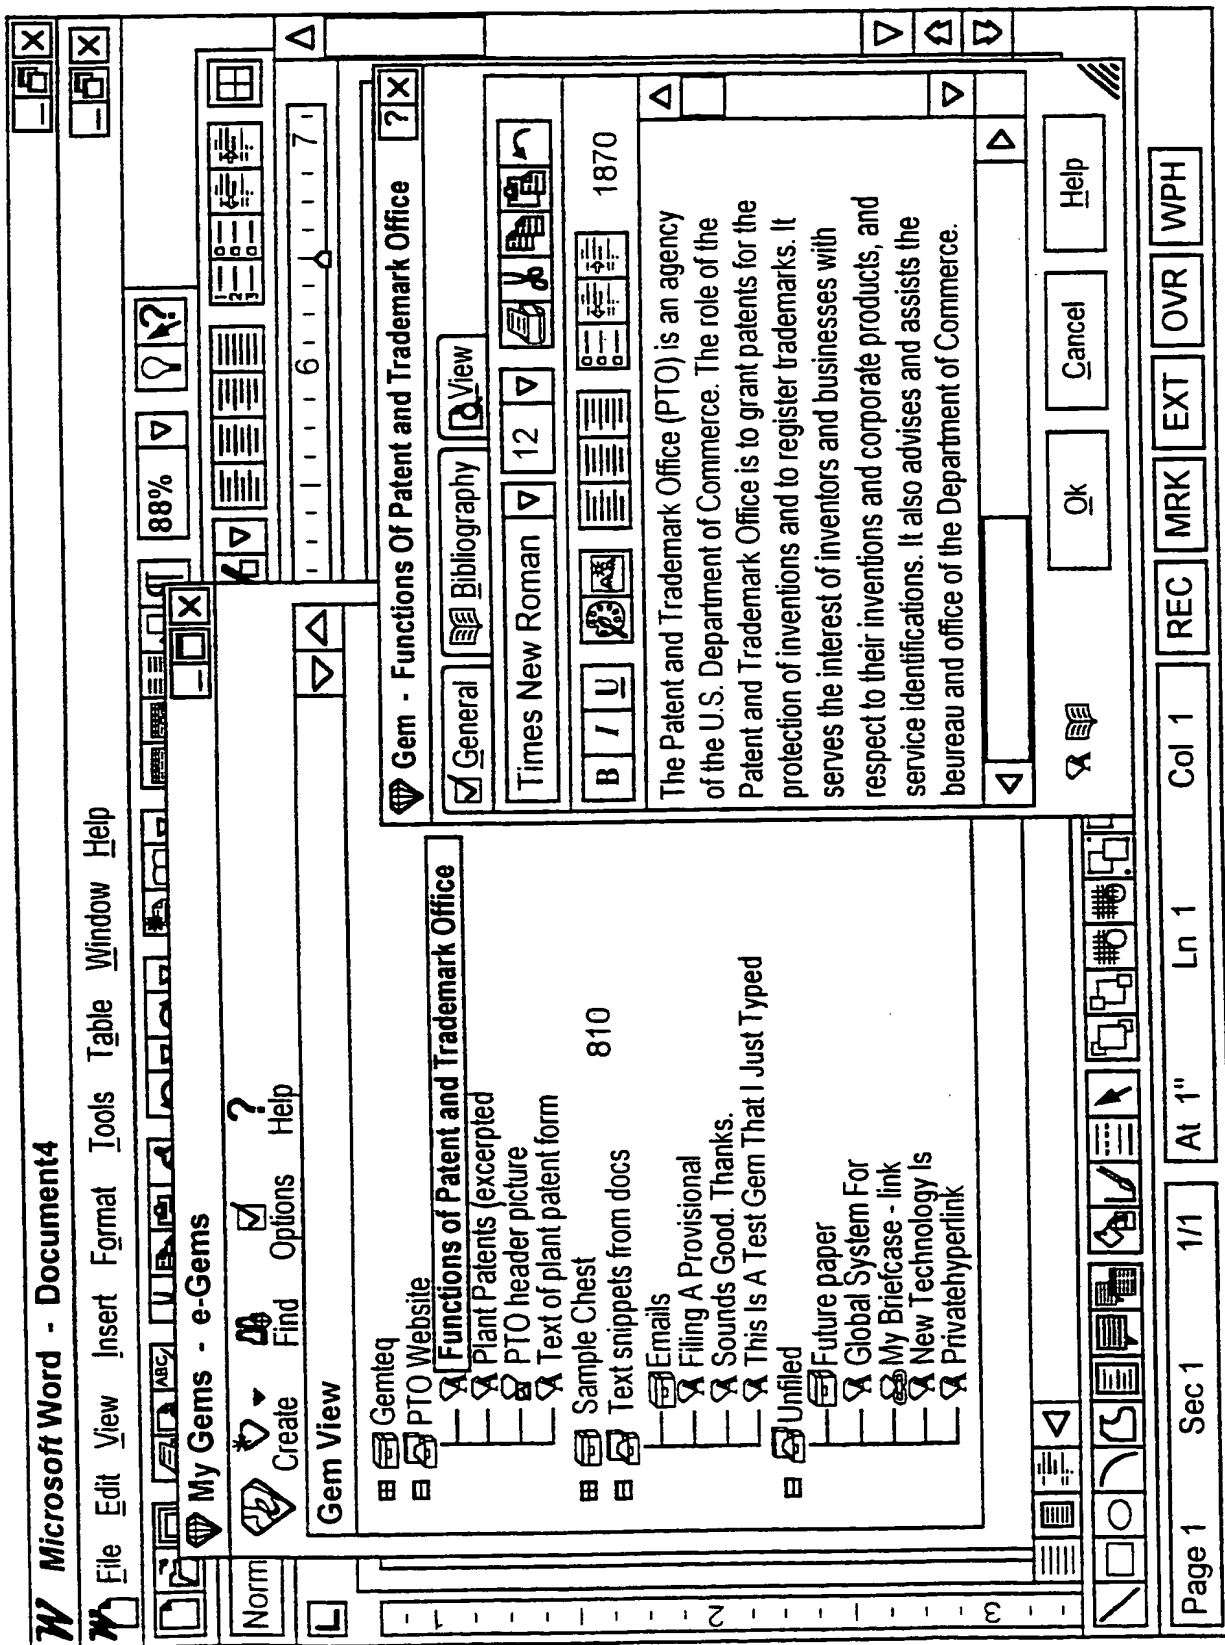 W Microsoft Word - Document4
File Edit View Insert Format Tools Table Window Help
ABC
88%
?
My Gems - e-Gems
Norm
Create Find Options Help
?
1 2 3
6 7
Gem View
Gemteq
PTO Website
Functions of Patent and Trademark Office
Plant Patents (excerpted
PTO header picture
Text of plant patent form
Sample Chest
810
Text snippets from docs
Emails
Filing A Provisional
Sounds Good. Thanks.
This Is A Test Gem That I Just Typed
Unfiled
Future paper
Global System For
My Briefcase - link
New Technology Is
Privatehyperlink
1
2
3
Gem - Functions Of Patent and Trademark Office
General Bibliography View
Times New Roman 12
B I U
1870
The Patent and Trademark Office (PTO) is an agency
of the U.S. Department of Commerce. The role of the
Patent and Trademark Office is to grant patents for the
protection of inventions and to register trademarks. It
serves the interest of inventors and businesses with
respect to their inventions and corporate products, and
service identifications. It also advises and assists the
beureau and office of the Department of Commerce.
Ok Cancel Help
Page 1 Sec 1 1/1 At 1" Ln 1 Col 1 REC MRK EXT OVR WPH